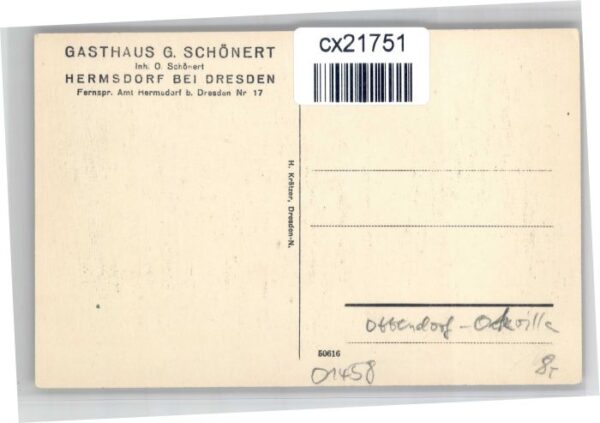 cx21751
GASTHAUS G. SCHÖNERT
Inh. O. Schönert
HERMSDORF BEI DRESDEN
Fernspr. Amt Hermsdorf b. Dresden Nr 17
H. Krätzer, Dresden-N.
Ottendorf - Okrilla
50616
01458
8,-